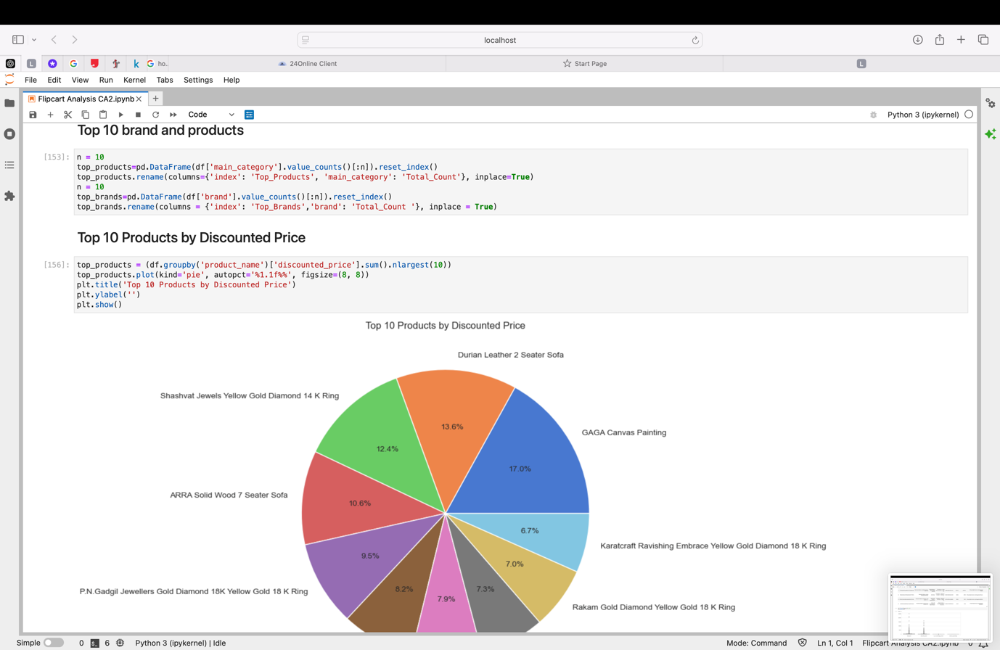 localhost
L
G
k
G ho..
24Online Client
Start Page
L
File Edit View Run Kernel Tabs Settings Help
Flipcart Analysis CA2.ipynb
Code
Python 3 (ipykernel)
Top 10 brand and products
[153]:
n = 10
top_products=pd.DataFrame(df['main_category'].value_counts()[:n]).reset_index()
top_products.rename(columns={'index': 'Top_Products', 'main_category': 'Total_Count'}, inplace=True)
n = 10
top_brands=pd.DataFrame(df['brand'].value_counts()[:n]).reset_index()
top_brands.rename(columns = {'index': 'Top_Brands','brand': 'Total_Count '}, inplace = True)
Top 10 Products by Discounted Price
[156]:
top_products = (df.groupby('product_name')['discounted_price'].sum().nlargest(10))
top_products.plot(kind='pie', autopct='%1.1f%%', figsize=(8, 8))
plt.title('Top 10 Products by Discounted Price')
plt.ylabel('')
plt.show()
Top 10 Products by Discounted Price
Durian Leather 2 Seater Sofa
Shashvat Jewels Yellow Gold Diamond 14 K Ring
13.6%
GAGA Canvas Painting
12.4%
17.0%
ARRA Solid Wood 7 Seater Sofa
10.6%
6.7%
Karatcraft Ravishing Embrace Yellow Gold Diamond 18 K Ring
9.5%
7.0%
P.N.Gadgil Jewellers Gold Diamond 18K Yellow Gold 18 K Ring
8.2%
7.9%
7.3%
Rakam Gold Diamond Yellow Gold 18 K Ring
Simple
0
6
Python 3 (ipykernel) | Idle
Mode: Command
Ln 1, Col 1
Flipcart Analysis CA2.ipynb
0